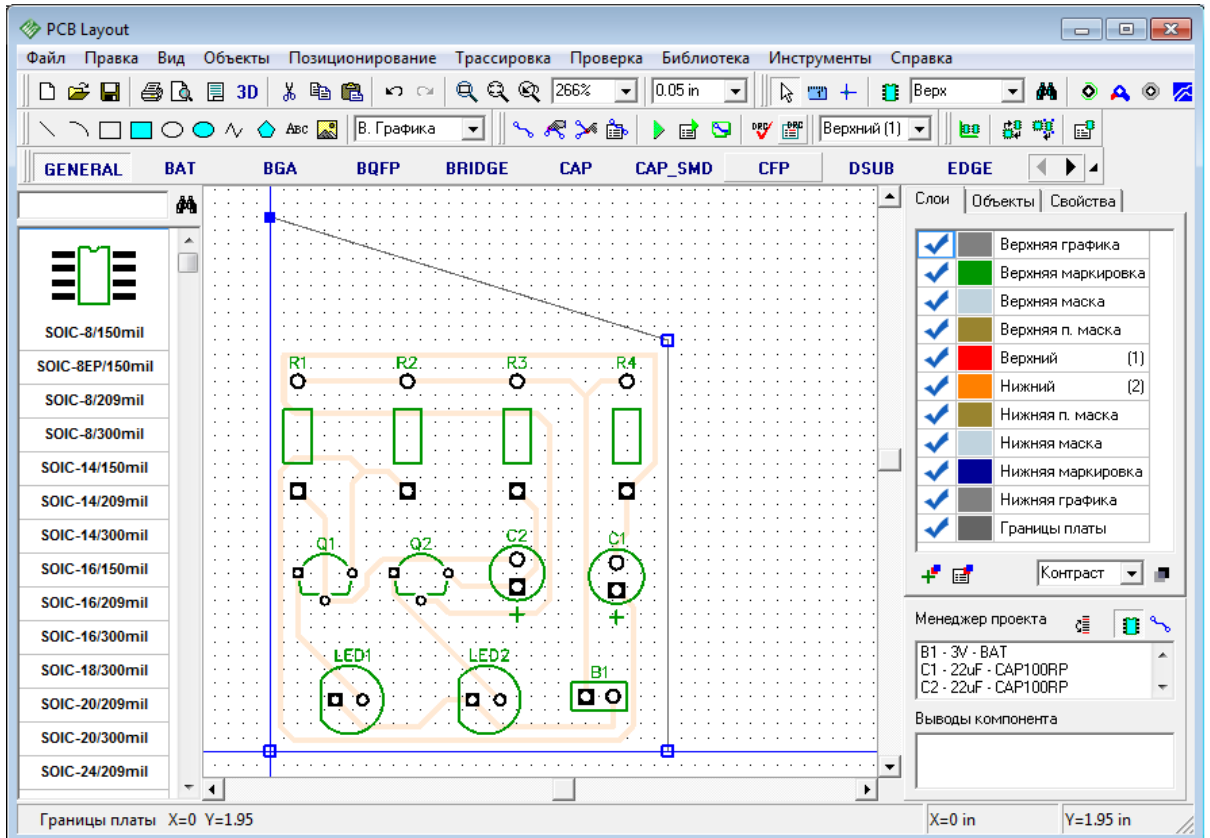 PCB Layout
Файл Правка Вид Объекты Позиционирование Трассировка Проверка Библиотека Инструменты Справка
3D 266% 0.05 in Верх
ABC В. Графика DRC DRC Верхний (1)
GENERAL BAT BGA BQFP BRIDGE CAP CAP_SMD CFP DSUB EDGE
SOIC-8/150mil
SOIC-8EP/150mil
SOIC-8/209mil
SOIC-8/300mil
SOIC-14/150mil
SOIC-14/209mil
SOIC-14/300mil
SOIC-16/150mil
SOIC-16/209mil
SOIC-16/300mil
SOIC-18/300mil
SOIC-20/209mil
SOIC-20/300mil
SOIC-24/209mil
R1 R2 R3 R4
Q1 Q2 C2 C1
+ +
LED1 LED2 B1
Слои Объекты Свойства
Верхняя графика
Верхняя маркировка
Верхняя маска
Верхняя п. маска
Верхний (1)
Нижний (2)
Нижняя п. маска
Нижняя маска
Нижняя маркировка
Нижняя графика
Границы платы
Контраст
Менеджер проекта
B1 - 3V - BAT
C1 - 22uF - CAP100RP
C2 - 22uF - CAP100RP
Выводы компонента
Границы платы X=0 Y=1.95 X=0 in Y=1.95 in